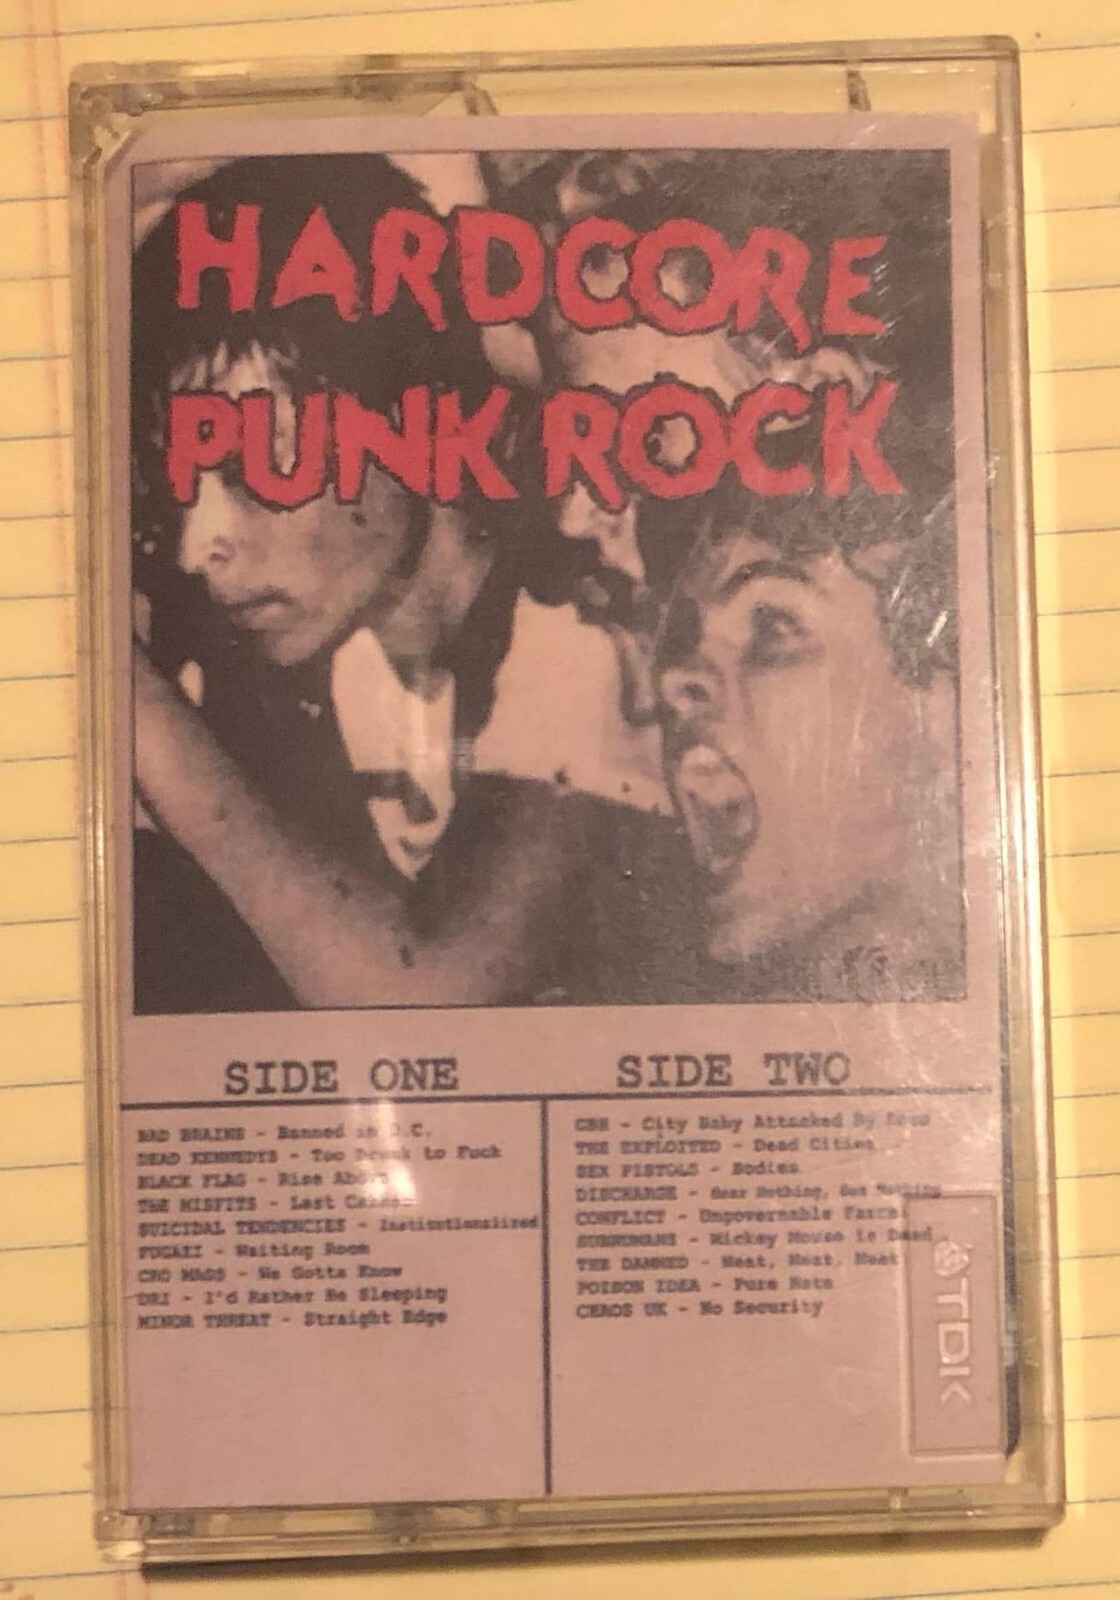 HARDCORE
PUNK ROCK
SIDE ONE
BAD BRAINS - Banned in D.C.
DEAD KENNEDYS - Too Drunk to Fuck
BLACK FLAG - Rise Above
THE MISFITS - Last Caress
SUICIDAL TENDENCIES - Institutionalized
FUGAZI - Waiting Room
CRO MAGS - We Gotta Know
DRI - I'd Rather Be Sleeping
MINOR THREAT - Straight Edge
SIDE TWO
GBH - City Baby Attacked By Rats
THE EXPLOITED - Dead Cities
SEX PISTOLS - Bodies
DISCHARGE - Hear Nothing, See Nothing
CONFLICT - Ungovernable Farce
SUBHUMANS - Mickey Mouse is Dead
THE DAMNED - Neat, Neat, Neat
POISON IDEA - Pure Hate
CHAOS UK - No Security
TDK